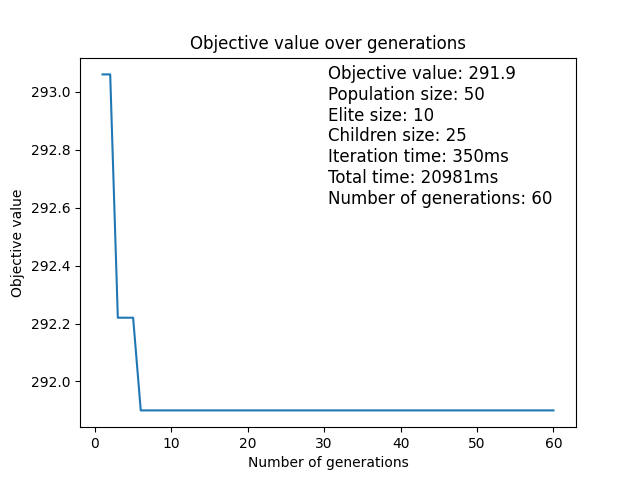 Objective value over generations
Objective value: 291.9
Population size: 50
Elite size: 10
Children size: 25
Iteration time: 350ms
Total time: 20981ms
Number of generations: 60
Objective value
293.0
292.8
292.6
292.4
292.2
292.0
0 10 20 30 40 50 60
Number of generations